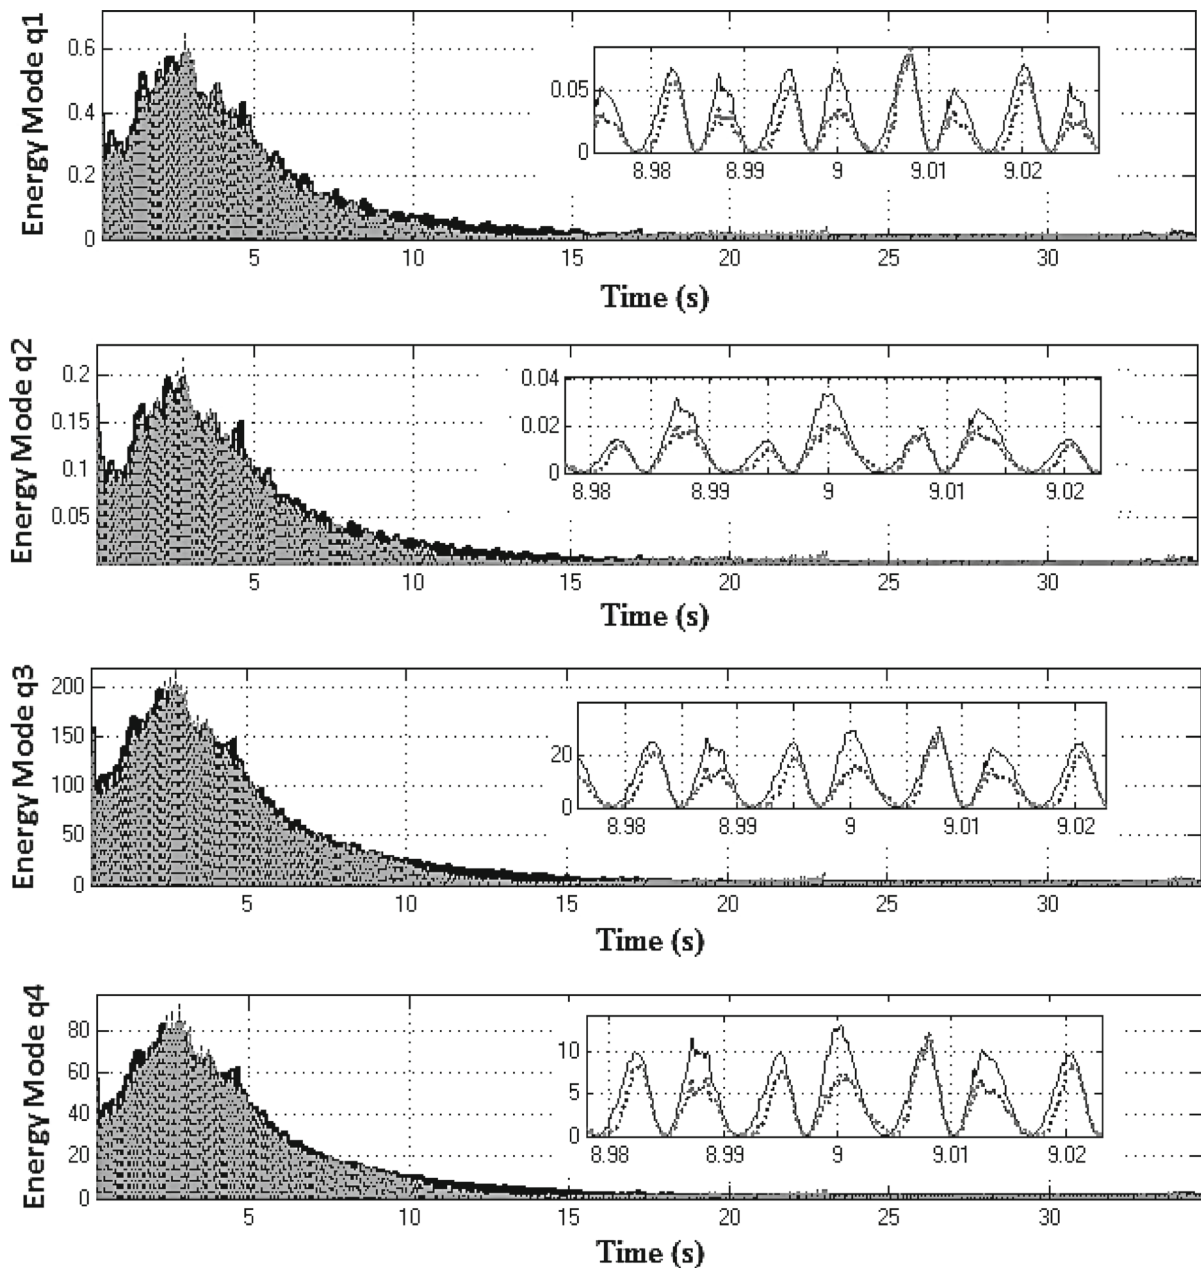 Energy Mode q1
0.6
0.4
0.2
0
0.05
0
8.98 8.99 9 9.01 9.02
5 10 15 20 25 30
Time (s)
Energy Mode q2
0.2
0.15
0.1
0.05
0.04
0.02
0
8.98 8.99 9 9.01 9.02
5 10 15 20 25 30
Time (s)
Energy Mode q3
200
150
100
50
0
20
0
8.98 8.99 9 9.01 9.02
5 10 15 20 25 30
Time (s)
Energy Mode q4
80
60
40
20
0
10
5
0
8.98 8.99 9 9.01 9.02
5 10 15 20 25 30
Time (s)